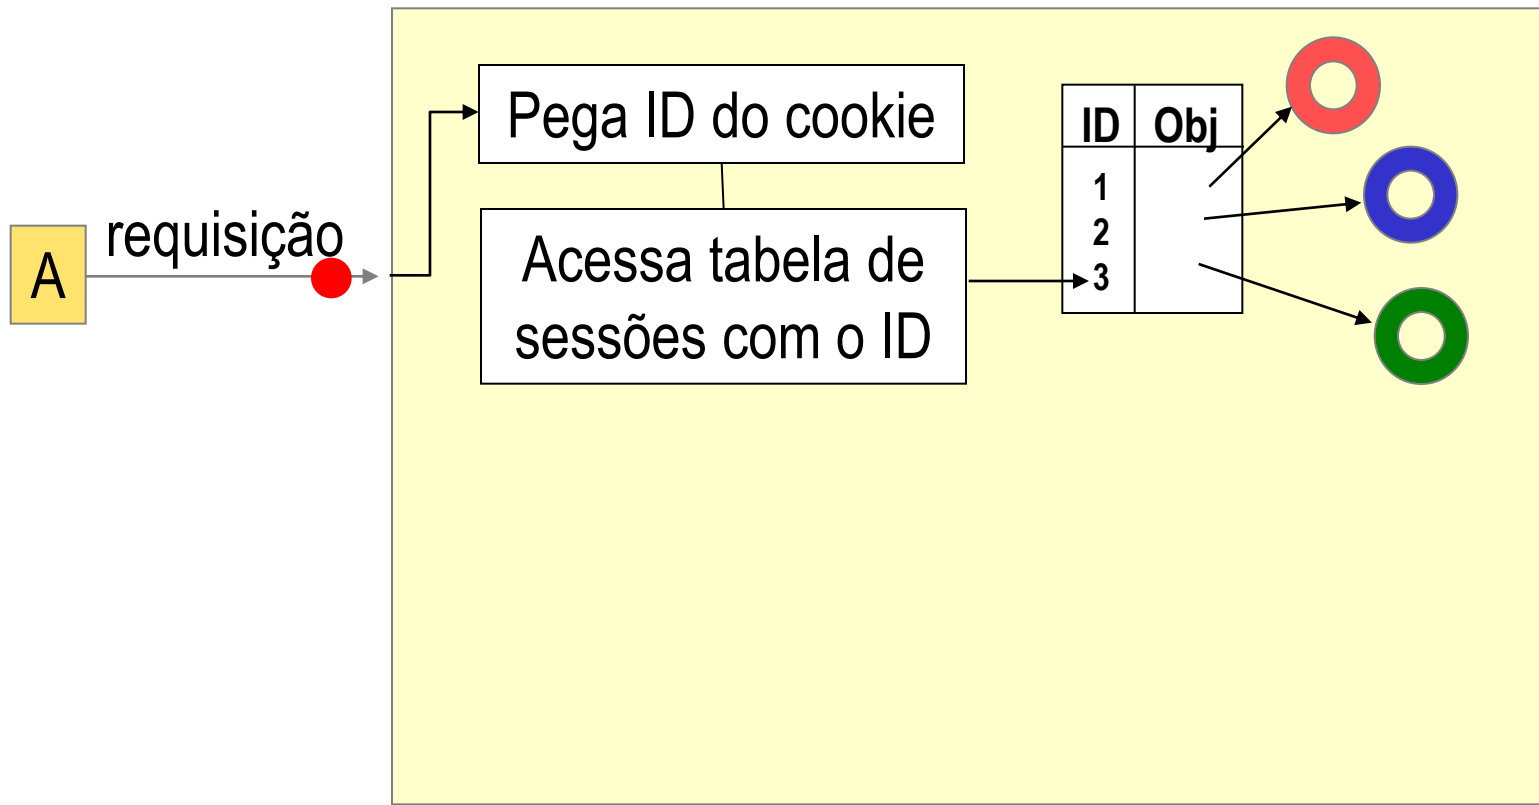 A
requisição
Pega ID do cookie
Acessa tabela de
sessões com o ID
ID Obj
1
2
3